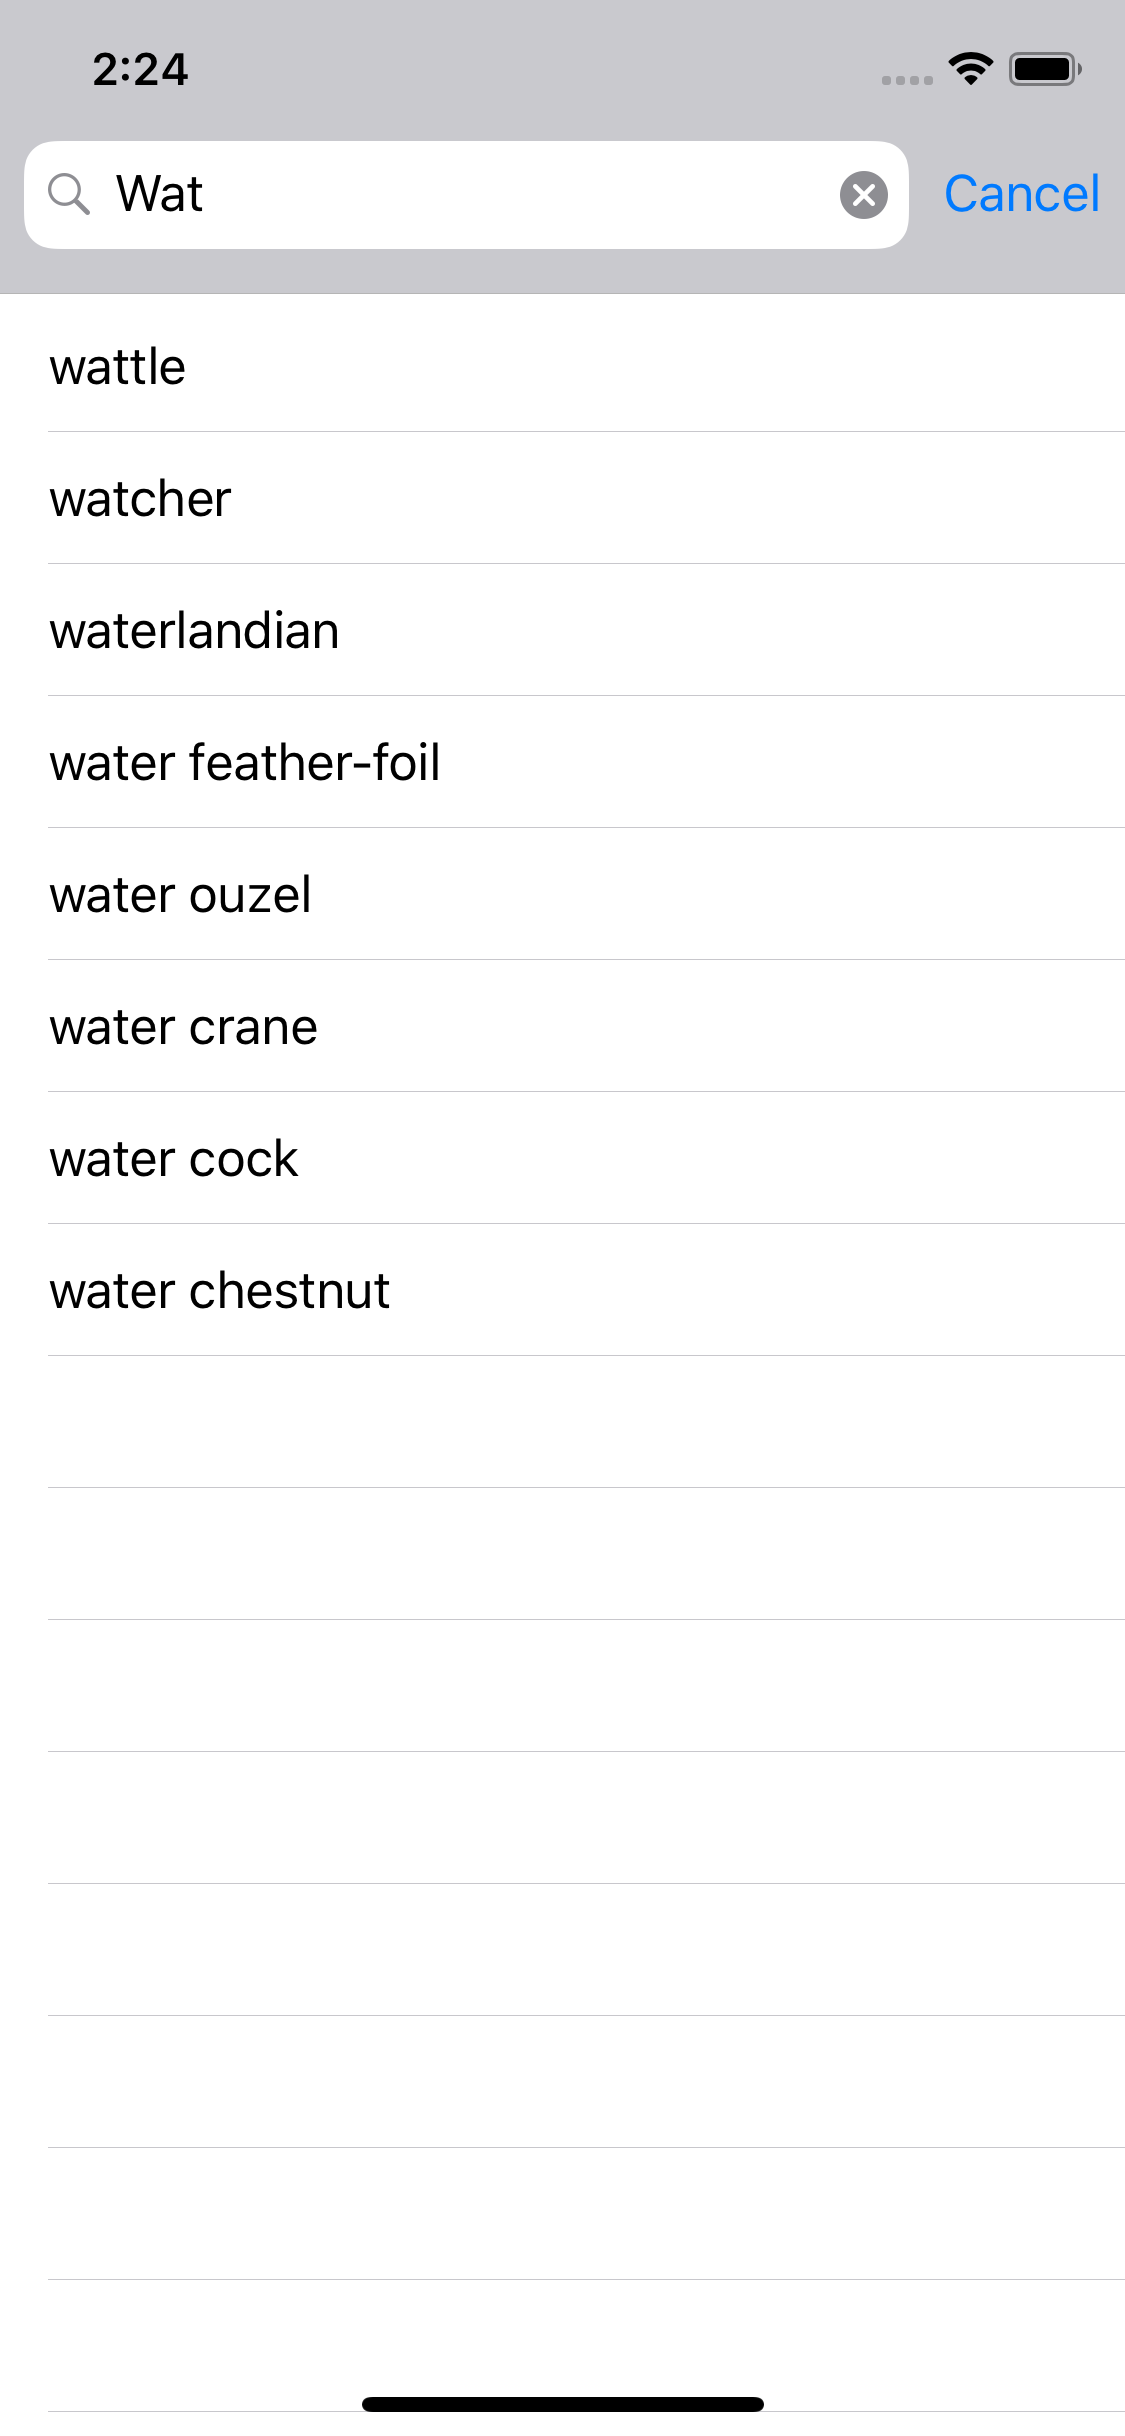 2:24
Wat
Cancel
wattle
watcher
waterlandian
water feather-foil
water ouzel
water crane
water cock
water chestnut